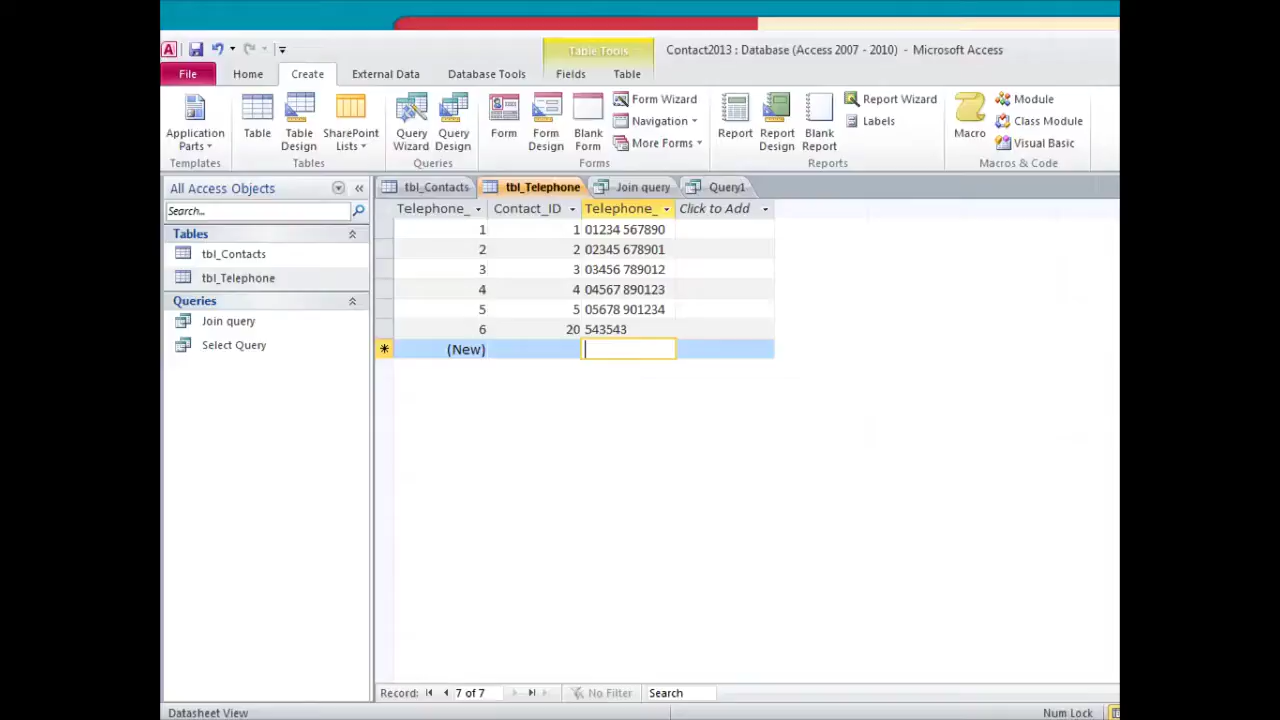 Table Tools
Contact2013 : Database (Access 2007 - 2010) - Microsoft Access
File Home Create External Data Database Tools Fields Table
Application Parts
Table
Table Design
SharePoint Lists
Query Wizard
Query Design
Form
Form Design
Blank Form
Form Wizard
Navigation
More Forms
Report
Report Design
Blank Report
Report Wizard
Labels
Macro
Module
Class Module
Visual Basic
Templates Tables Queries Forms Reports Macros & Code
All Access Objects
Search...
Tables
tbl_Contacts
tbl_Telephone
Queries
Join query
Select Query
tbl_Contacts tbl_Telephone Join query Query1
Telephone_ Contact_ID Telephone_ Click to Add
1 1 01234 567890
2 2 02345 678901
3 3 03456 789012
4 4 04567 890123
5 5 05678 901234
6 20 543543
(New)
Record: 7 of 7 No Filter Search
Datasheet View Num Lock